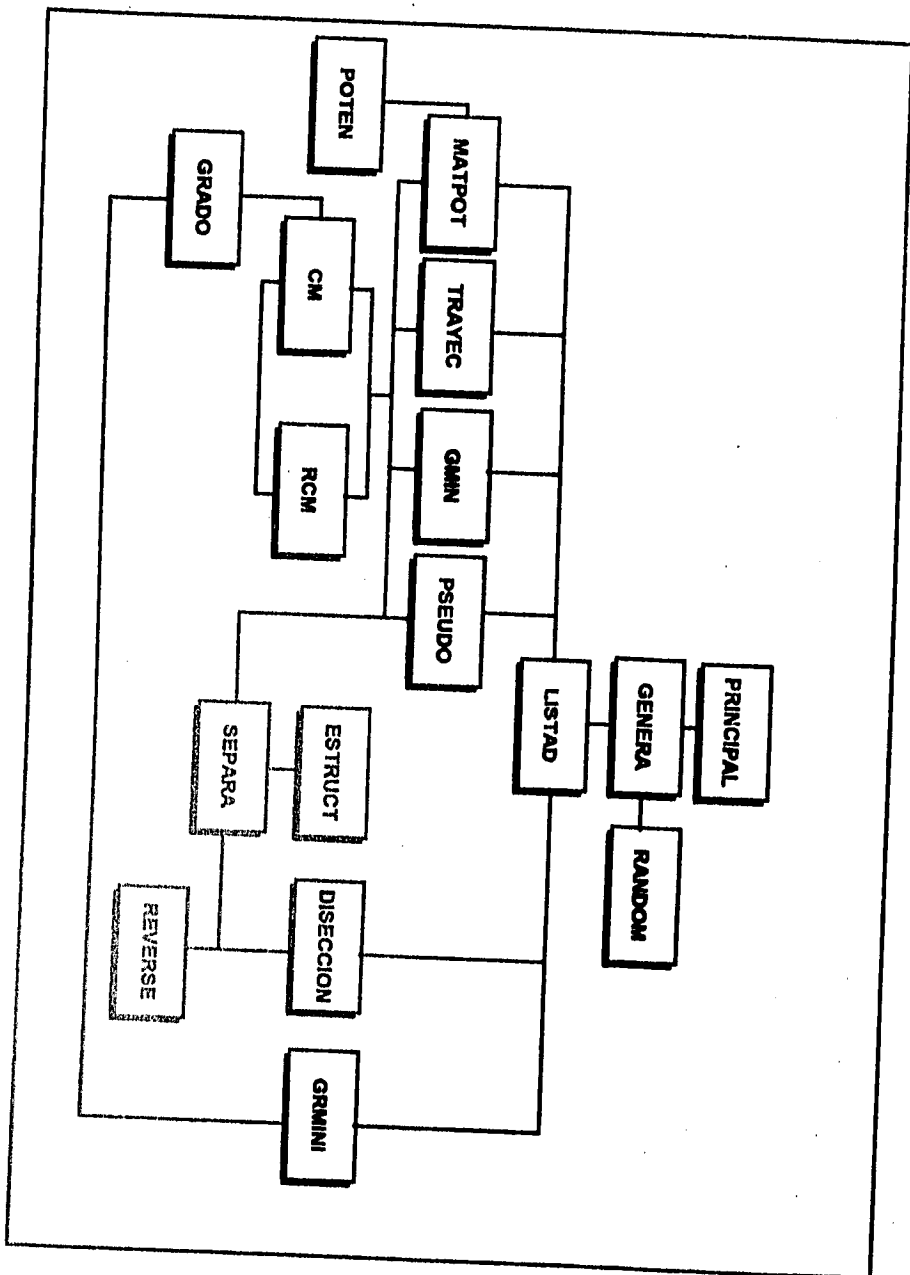 PRINCIPAL
GENERA
RANDOM
LISTAD
MATPOT
TRAYEC
GMIN
PSEUDO
POTEN
CM
RCM
ESTRUCT
DISECCION
GRMINI
GRADO
SEPARA
REVERSE